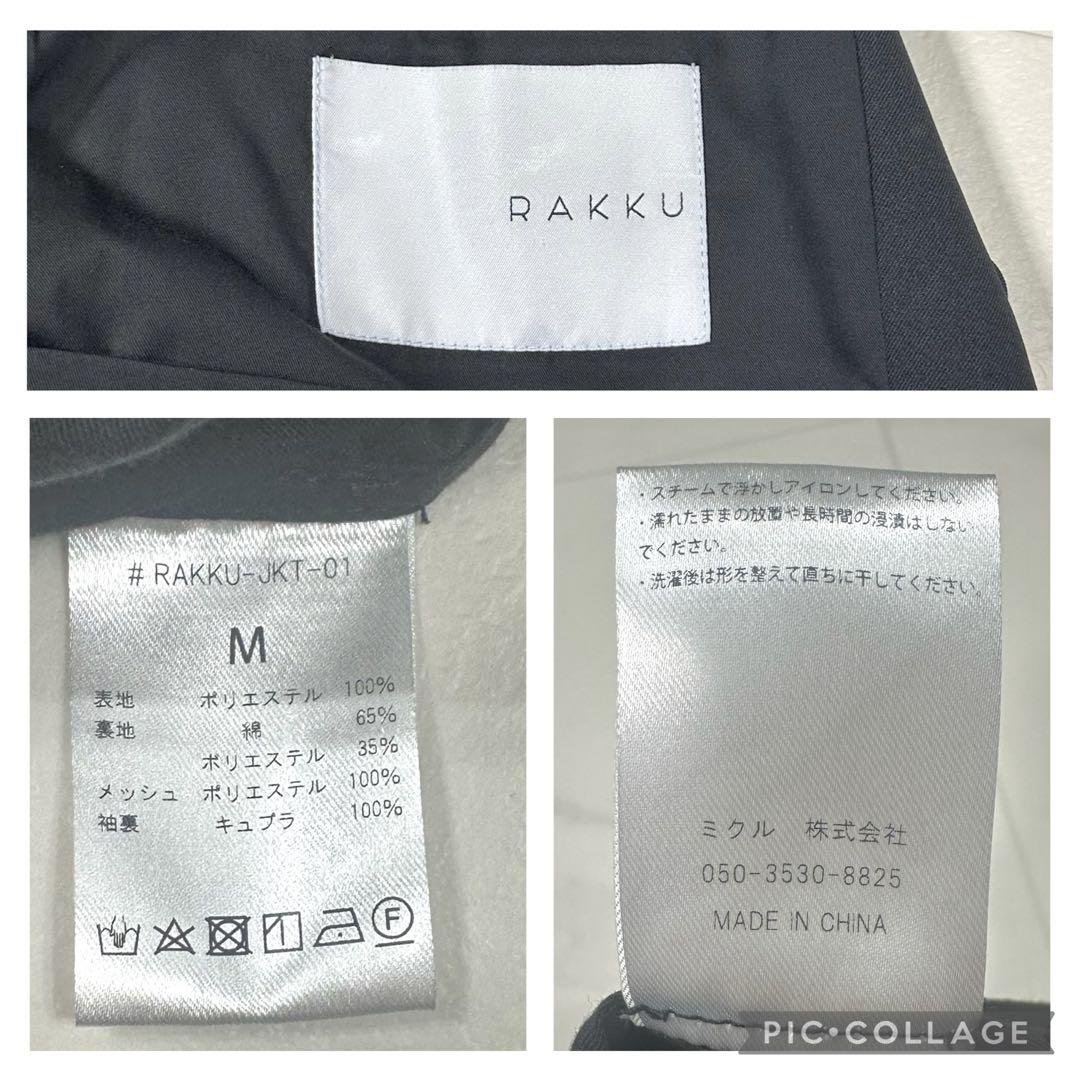 RAKKU
# RAKKU-JKT-01
M
表地 ポリエステル 100%
裏地 綿 65%
ポリエステル 35%
メッシュ ポリエステル 100%
袖裏 キュプラ 100%
F
・スチームで浮かしアイロンしてください。
・濡れたままの放置や長時間の浸漬はしない
でください。
・洗濯後は形を整えて直ちに干してください。
ミクル 株式会社
050-3530-8825
MADE IN CHINA
PIC•COLLAGE